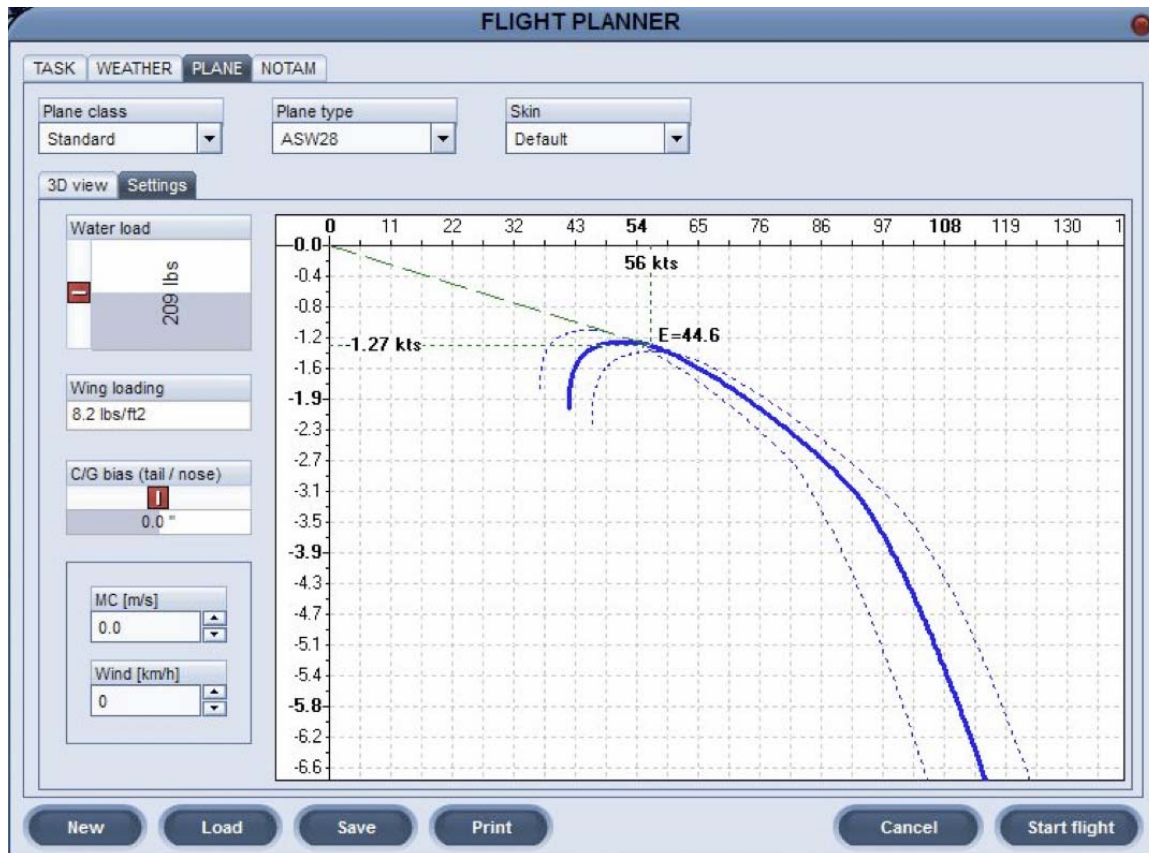 FLIGHT PLANNER
TASK WEATHER PLANE NOTAM
Plane class Plane type Skin
Standard ASW28 Default
3D view Settings
Water load
209 lbs
Wing loading
8.2 lbs/ft2
C/G bias (tail / nose)
0.0 "
MC [m/s]
0.0
Wind [km/h]
0
0 11 22 32 43 54 65 76 86 97 108 119 130 1
0.0
-0.4
-0.8
-1.2
-1.6
-1.9
-2.3
-2.7
-3.1
-3.5
-3.9
-4.3
-4.7
-5.1
-5.4
-5.8
-6.2
-6.6
56 kts
E=44.6
-1.27 kts
New Load Save Print Cancel Start flight